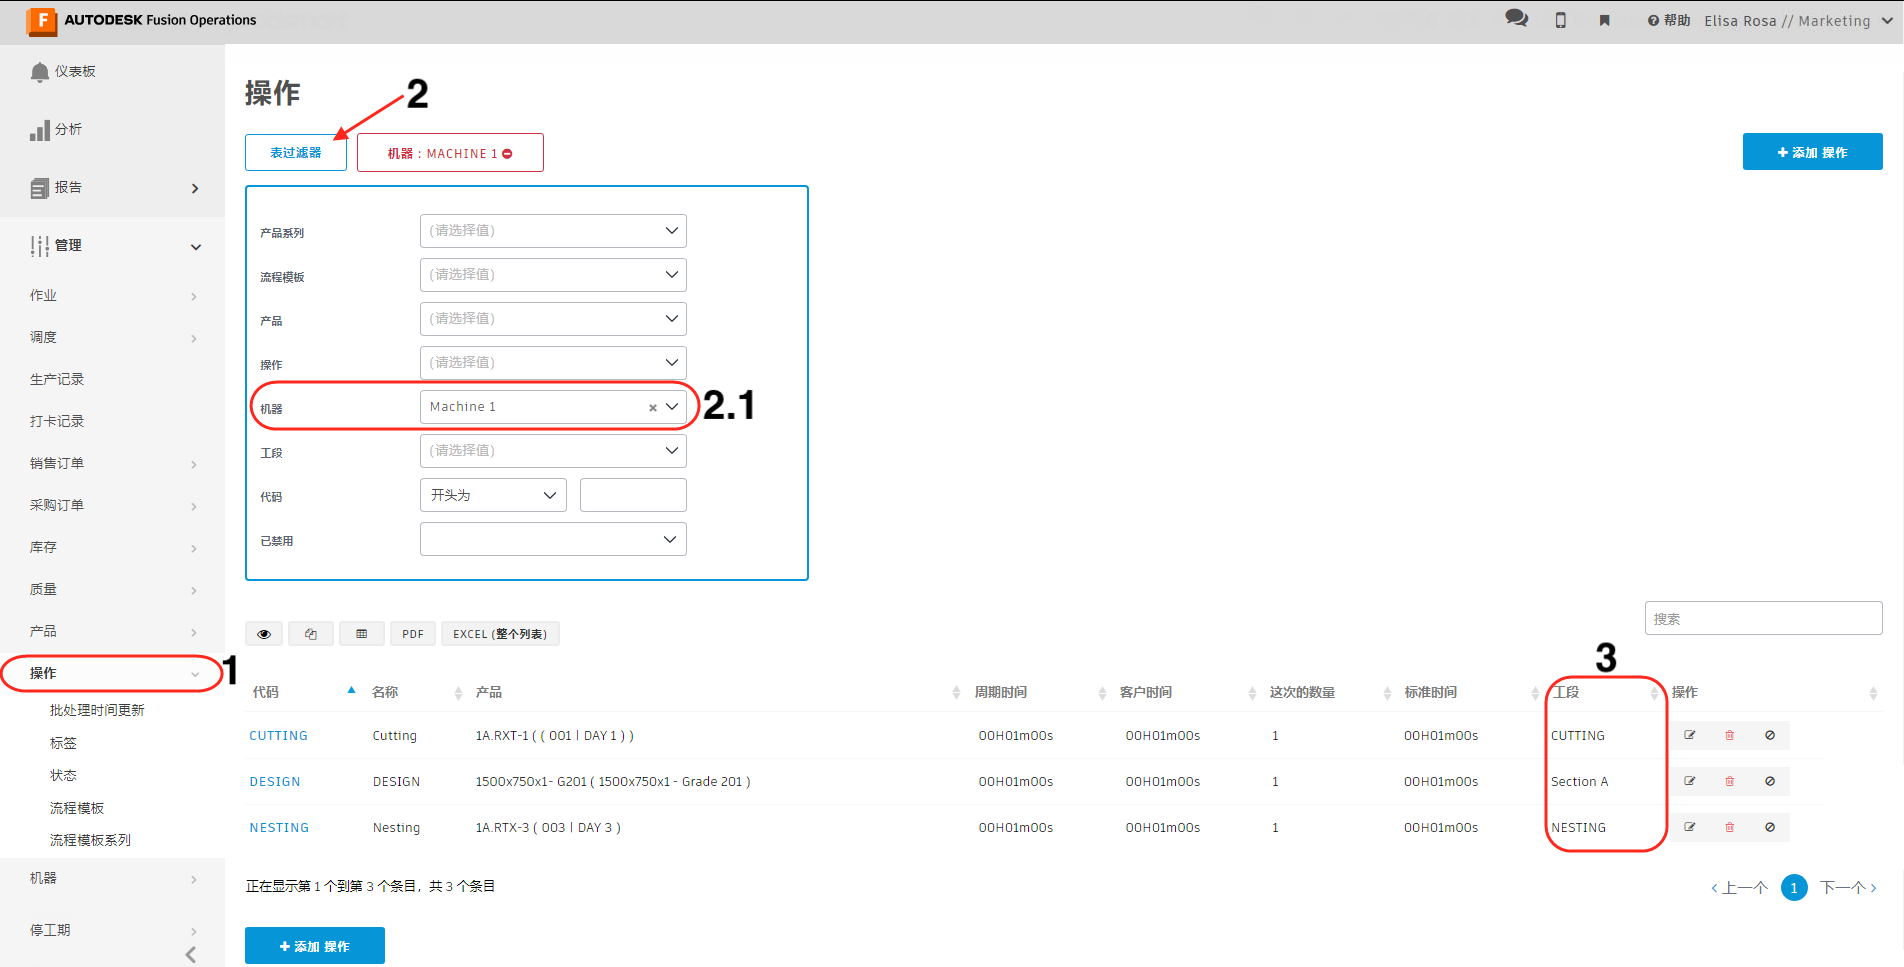 AUTODESK Fusion Operations
帮助 Elisa Rosa // Marketing
仪表板
分析
报告
管理
作业
调度
生产记录
打卡记录
销售订单
采购订单
库存
质量
产品
操作
1
批处理时间更新
标签
状态
流程模板
流程模板系列
机器
停工期
操作
2
表过滤器
机器 : MACHINE 1
+ 添加 操作
产品系列 (请选择值)
流程模板 (请选择值)
产品 (请选择值)
操作 (请选择值)
机器 Machine 1 2.1
工段 (请选择值)
代码 开头为
已禁用
搜索
PDF EXCEL (整个列表)
3
代码 名称 产品 周期时间 客户时间 这次的数量 标准时间 工段 操作
CUTTING Cutting 1A.RXT-1 ( ( 001 | DAY 1 ) ) 00H01m00s 00H01m00s 1 00H01m00s CUTTING
DESIGN DESIGN 1500x750x1- G201 ( 1500x750x1 - Grade 201 ) 00H01m00s 00H01m00s 1 00H01m00s Section A
NESTING Nesting 1A.RTX-3 ( 003 | DAY 3 ) 00H01m00s 00H01m00s 1 00H01m00s NESTING
正在显示第 1 个到第 3 个条目，共 3 个条目
‹ 上一个 1 下一个 ›
+ 添加 操作